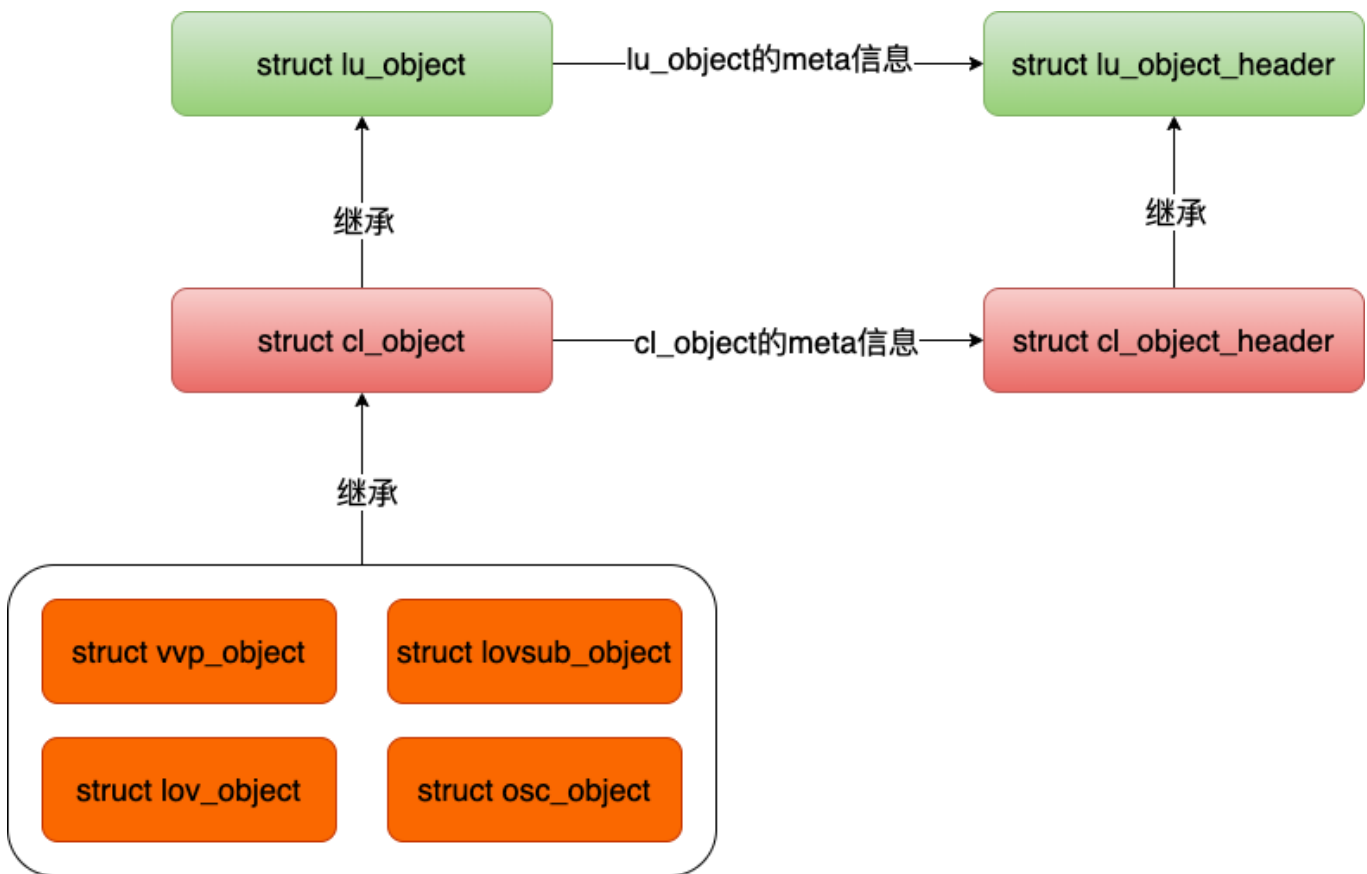 struct lu_object
lu_object的meta信息
struct lu_object_header
继承
继承
struct cl_object
cl_object的meta信息
struct cl_object_header
继承
struct vvp_object
struct lovsub_object
struct lov_object
struct osc_object